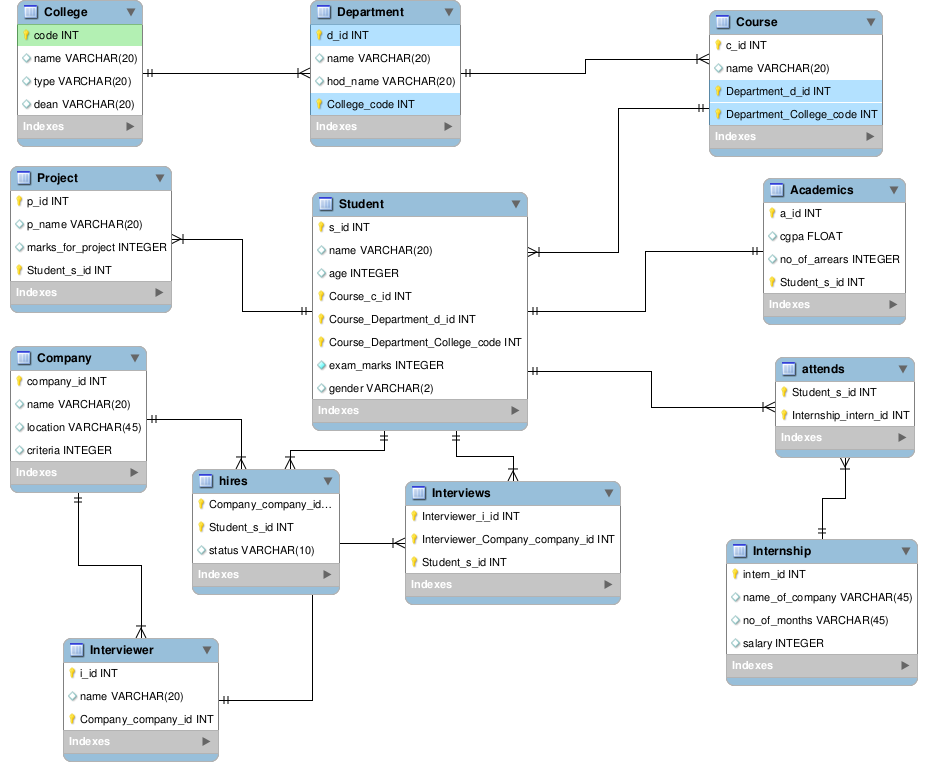 College
code INT
name VARCHAR(20)
type VARCHAR(20)
dean VARCHAR(20)
Indexes
Department
d_id INT
name VARCHAR(20)
hod_name VARCHAR(20)
College_code INT
Indexes
Course
c_id INT
name VARCHAR(20)
Department_d_id INT
Department_College_code INT
Indexes
Project
p_id INT
p_name VARCHAR(20)
marks_for_project INTEGER
Student_s_id INT
Indexes
Student
s_id INT
name VARCHAR(20)
age INTEGER
Course_c_id INT
Course_Department_d_id INT
Course_Department_College_code INT
exam_marks INTEGER
gender VARCHAR(2)
Indexes
Academics
a_id INT
cgpa FLOAT
no_of_arrears INTEGER
Student_s_id INT
Indexes
Company
company_id INT
name VARCHAR(20)
location VARCHAR(45)
criteria INTEGER
Indexes
attends
Student_s_id INT
Internship_intern_id INT
Indexes
hires
Company_company_id...
Student_s_id INT
status VARCHAR(10)
Indexes
Interviews
Interviewer_i_id INT
Interviewer_Company_company_id INT
Student_s_id INT
Indexes
Internship
intern_id INT
name_of_company VARCHAR(45)
no_of_months VARCHAR(45)
salary INTEGER
Indexes
Interviewer
i_id INT
name VARCHAR(20)
Company_company_id INT
Indexes